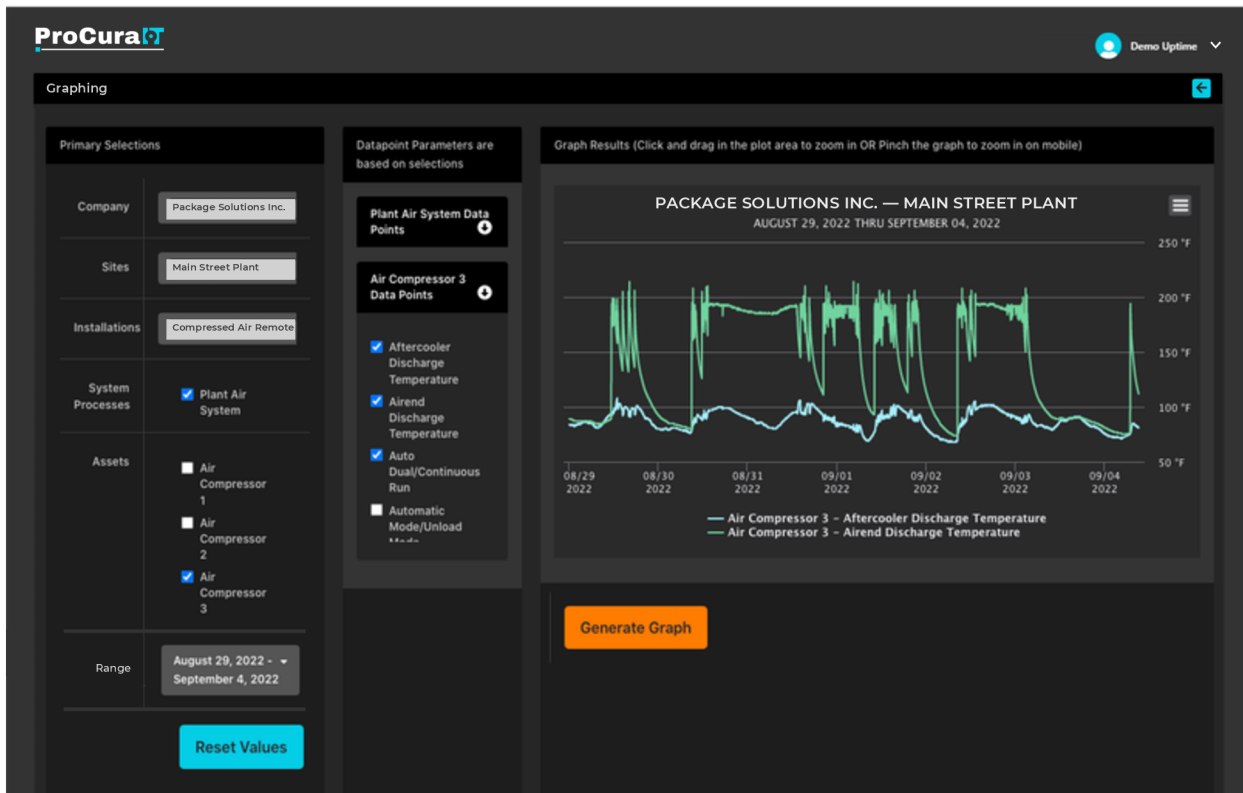 ProCuraIOT
Demo Uptime
Graphing
Primary Selections
Company
Package Solutions Inc.
Sites
Main Street Plant
Installations
Compressed Air Remote
System
Processes
Plant Air
System
Assets
Air
Compressor
1
Air
Compressor
2
Air
Compressor
3
Range
August 29, 2022 -
September 4, 2022
Reset Values
Datapoint Parameters are
based on selections
Plant Air System Data
Points
Air Compressor 3
Data Points
Aftercooler
Discharge
Temperature
Airend
Discharge
Temperature
Auto
Dual/Continuous
Run
Automatic
Mode/Unload
Mode
Graph Results (Click and drag in the plot area to zoom in OR Pinch the graph to zoom in on mobile)
PACKAGE SOLUTIONS INC. — MAIN STREET PLANT
AUGUST 29, 2022 THRU SEPTEMBER 04, 2022
250 °F
200 °F
150 °F
100 °F
50 °F
08/29 08/30 08/31 09/01 09/02 09/03 09/04
2022 2022 2022 2022 2022 2022 2022
Air Compressor 3 – Aftercooler Discharge Temperature
Air Compressor 3 – Airend Discharge Temperature
Generate Graph